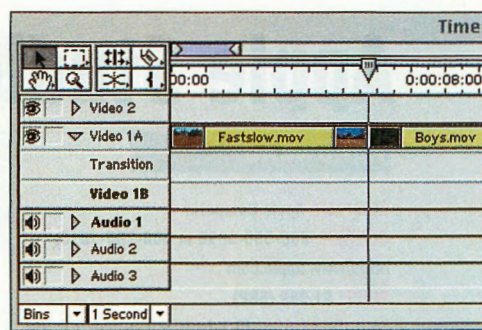 Time
00:00
0:00:08:00
Video 2
Video 1A
Fastslow.mov
Boys.mov
Transition
Video 1B
Audio 1
Audio 2
Audio 3
Bins
1 Second